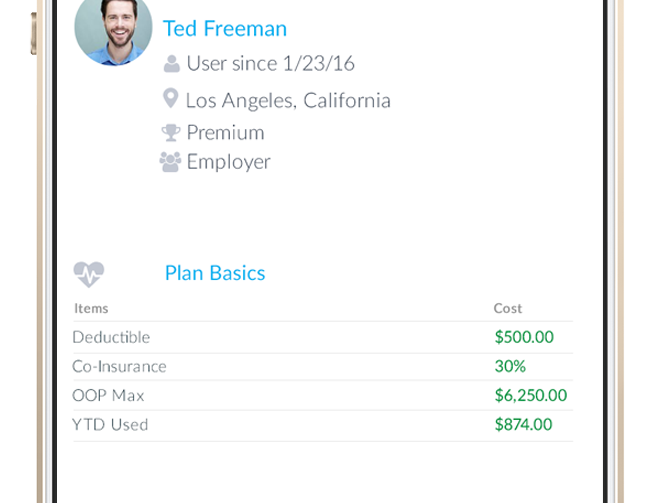 Ted Freeman
User since 1/23/16
Los Angeles, California
Premium
Employer
Plan Basics
Items Cost
Deductible $500.00
Co-Insurance 30%
OOP Max $6,250.00
YTD Used $874.00